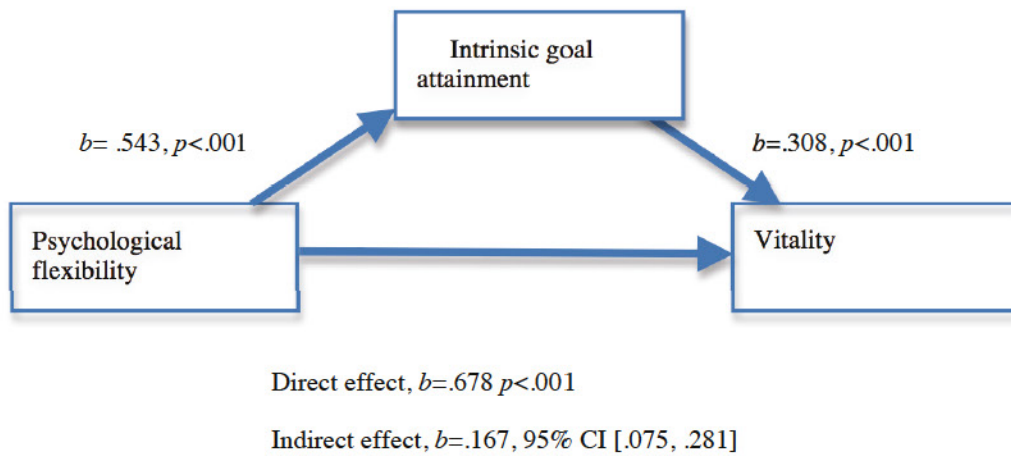 Intrinsic goal
attainment
b= .543, p<.001
b=.308, p<.001
Psychological
flexibility
Vitality
Direct effect, b=.678 p<.001
Indirect effect, b=.167, 95% CI [.075, .281]